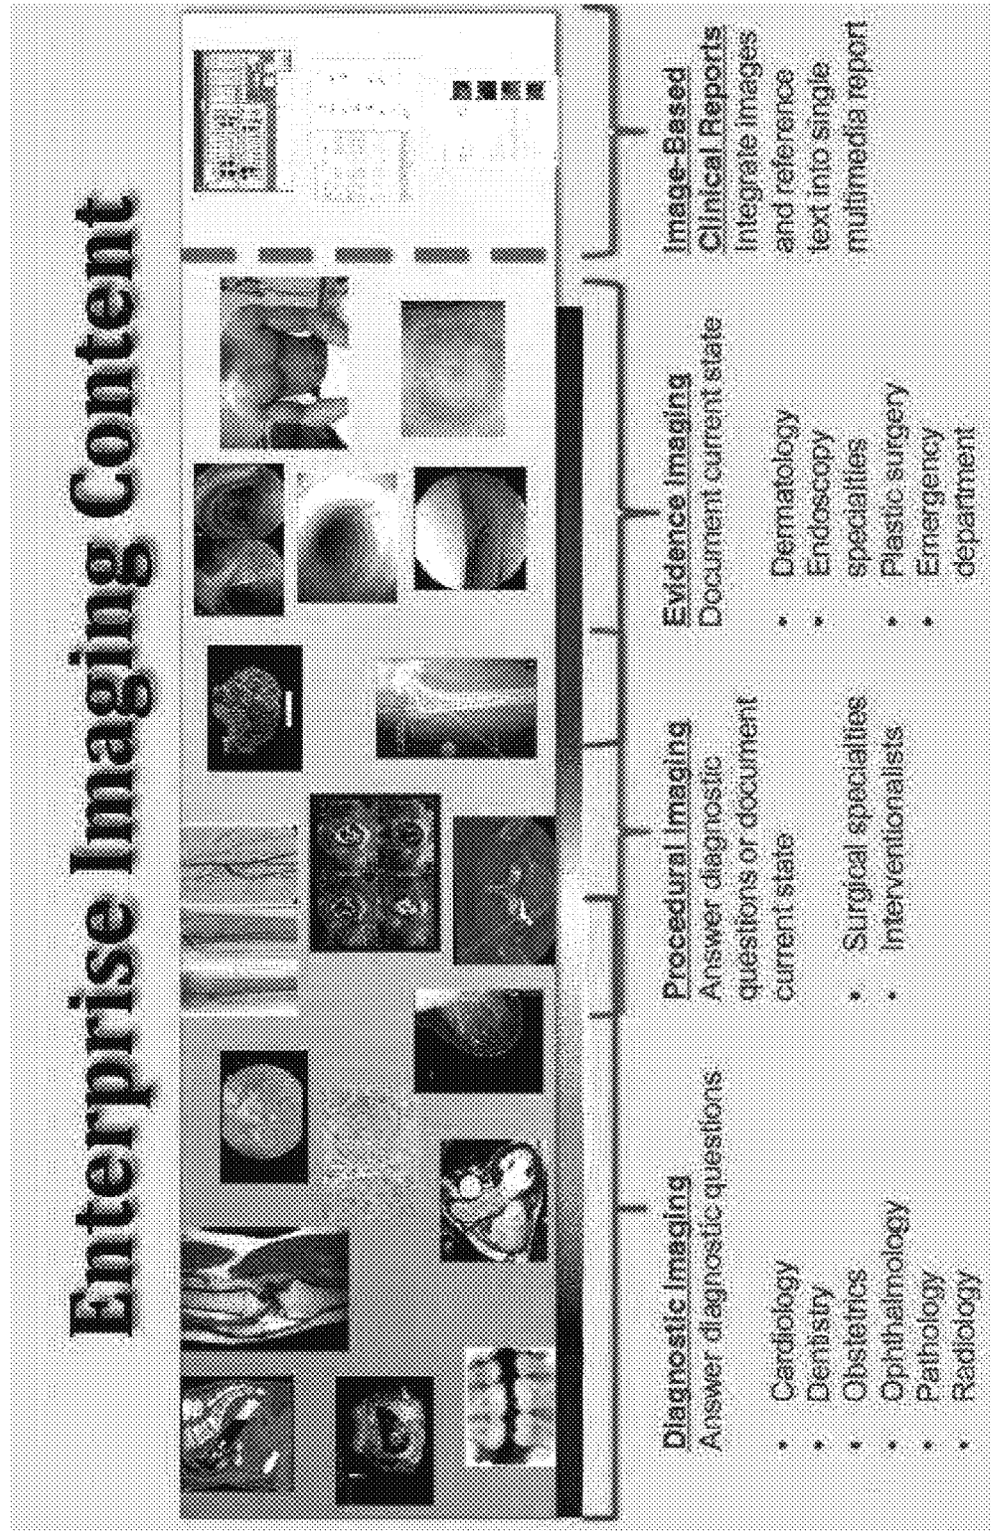 Enterprise Imaging Content
Diagnostic Imaging
Answer diagnostic questions
• Cardiology
• Dentistry
• Obstetrics
• Ophthalmology
• Pathology
• Radiology
Procedural Imaging
Answer diagnostic
questions or document
current state
• Surgical specialties
• Interventionalists
Evidence Imaging
Document current state
• Dermatology
• Endoscopy
specialties
• Plastic surgery
• Emergency
department
Image-Based
Clinical Reports
Integrate images
and reference
text into single
multimedia report